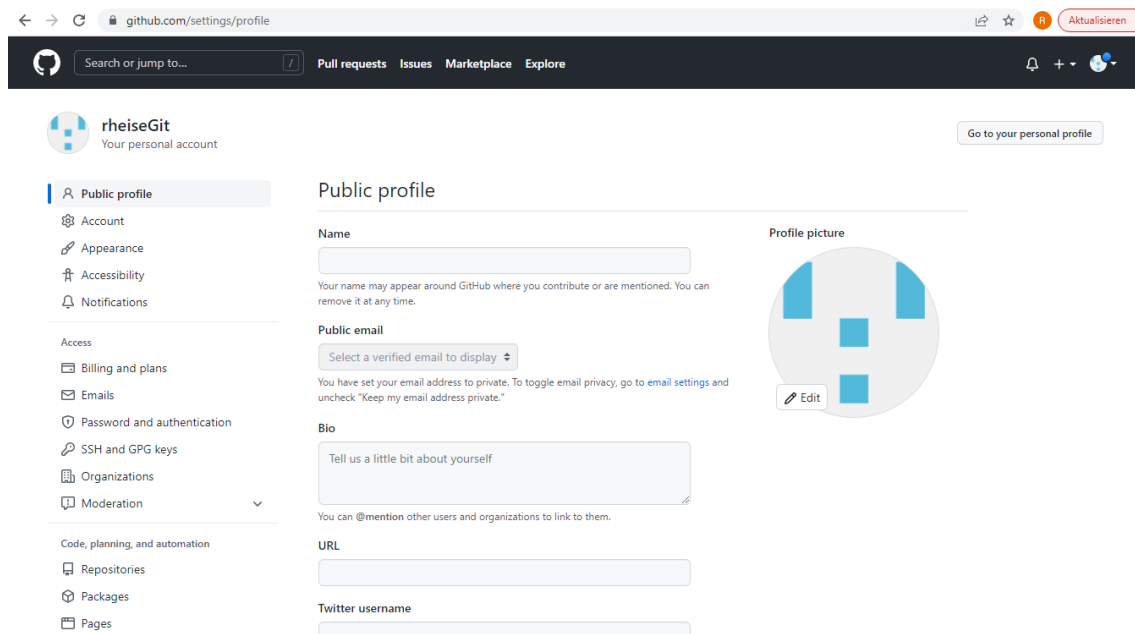 github.com/settings/profile
R
Aktualisieren
Search or jump to...
/
Pull requests Issues Marketplace Explore
rheiseGit
Your personal account
Go to your personal profile
Public profile
Account
Appearance
Accessibility
Notifications
Access
Billing and plans
Emails
Password and authentication
SSH and GPG keys
Organizations
Moderation
Code, planning, and automation
Repositories
Packages
Pages
Public profile
Name
Your name may appear around GitHub where you contribute or are mentioned. You can
remove it at any time.
Public email
Select a verified email to display
You have set your email address to private. To toggle email privacy, go to email settings and
uncheck "Keep my email address private."
Bio
Tell us a little bit about yourself
You can @mention other users and organizations to link to them.
URL
Twitter username
Profile picture
Edit